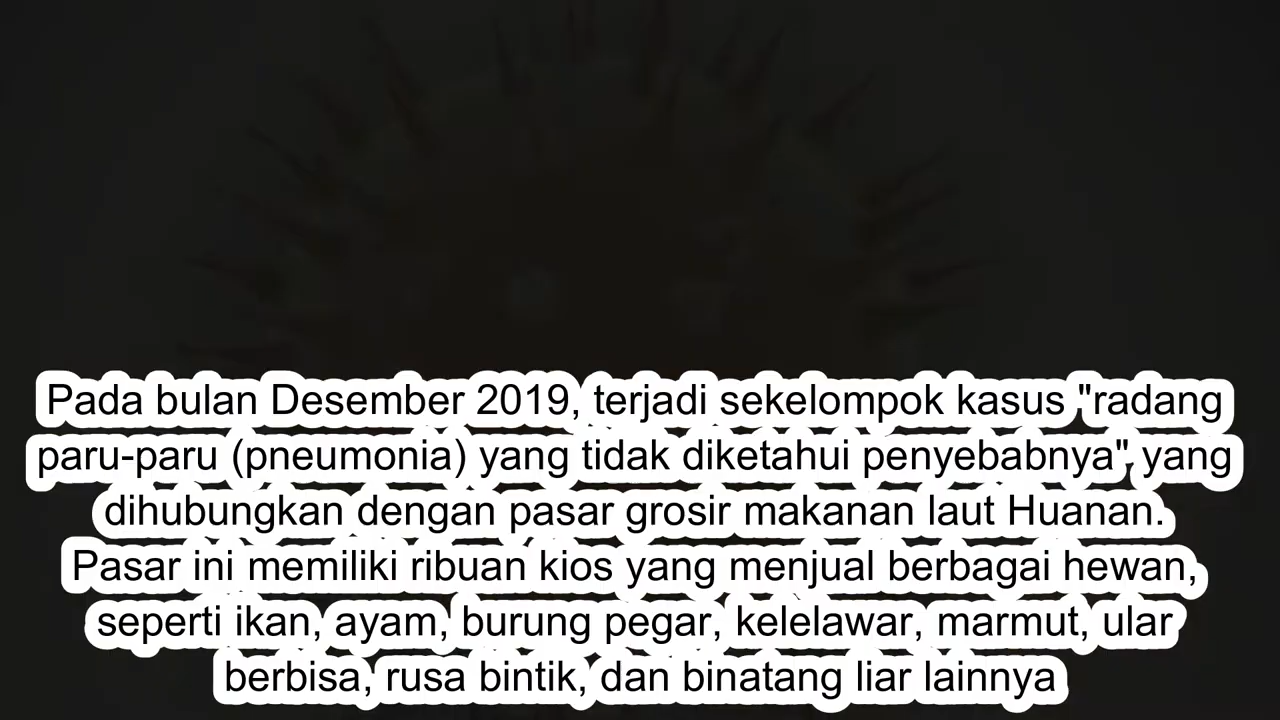 Pada bulan Desember 2019, terjadi sekelompok kasus "radang
paru-paru (pneumonia) yang tidak diketahui penyebabnya" yang
dihubungkan dengan pasar grosir makanan laut Huanan.
Pasar ini memiliki ribuan kios yang menjual berbagai hewan,
seperti ikan, ayam, burung pegar, kelelawar, marmut, ular
berbisa, rusa bintik, dan binatang liar lainnya